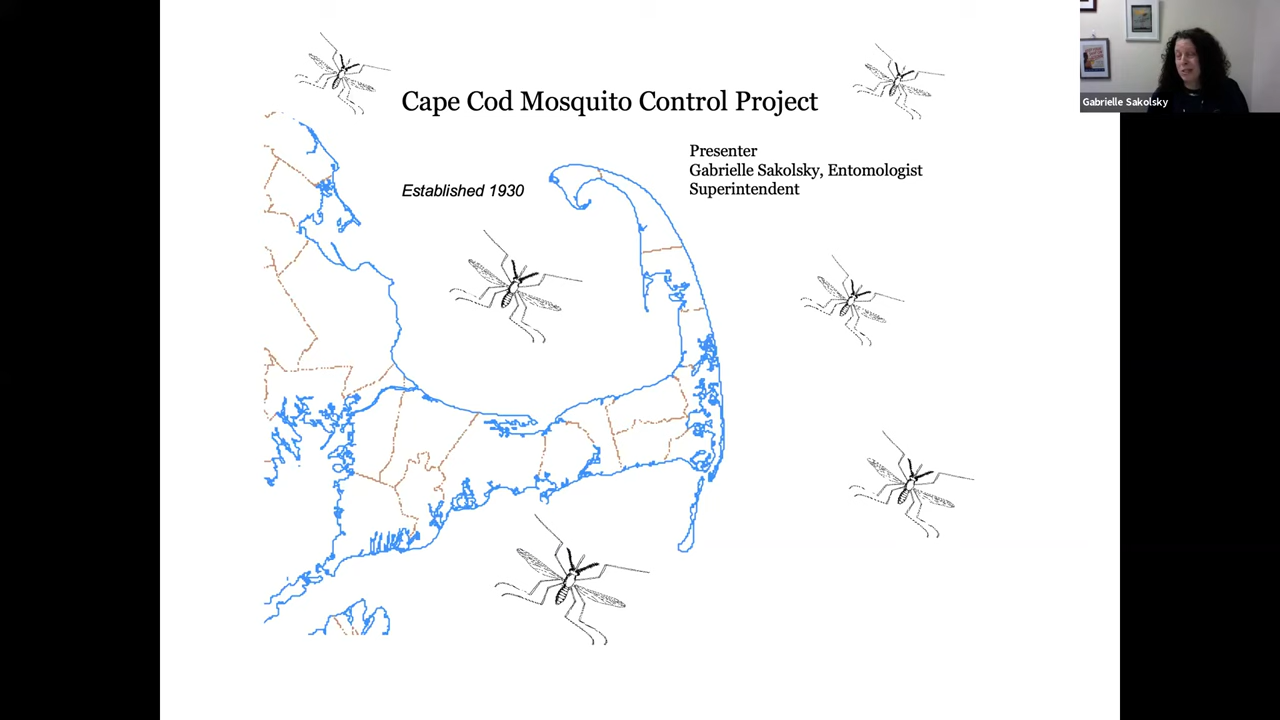 Cape Cod Mosquito Control Project
Presenter
Gabrielle Sakolsky, Entomologist
Superintendent
Established 1930
Gabrielle Sakolsky